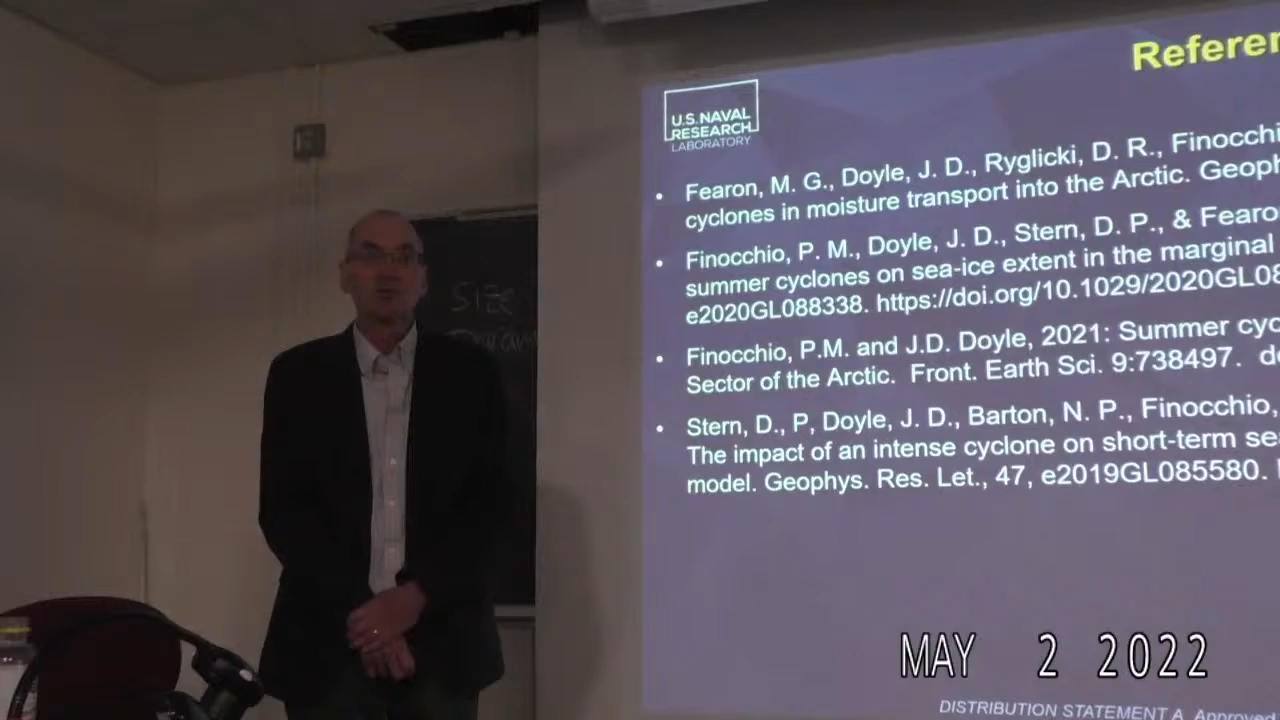 Referen
U.S. NAVAL
RESEARCH
LABORATORY
• Fearon, M. G., Doyle, J. D., Ryglicki, D. R., Finocchi
cyclones in moisture transport into the Arctic. Geoph
• Finocchio, P. M., Doyle, J. D., Stern, D. P., & Fearo
summer cyclones on sea-ice extent in the marginal
e2020GL088338. https://doi.org/10.1029/2020GL08
• Finocchio, P.M. and J.D. Doyle, 2021: Summer cyc
Sector of the Arctic. Front. Earth Sci. 9:738497. do
• Stern, D., P, Doyle, J. D., Barton, N. P., Finocchio,
The impact of an intense cyclone on short-term sea
model. Geophys. Res. Let., 47, e2019GL085580.
MAY 2 2022
DISTRIBUTION STATEMENT A. Approved